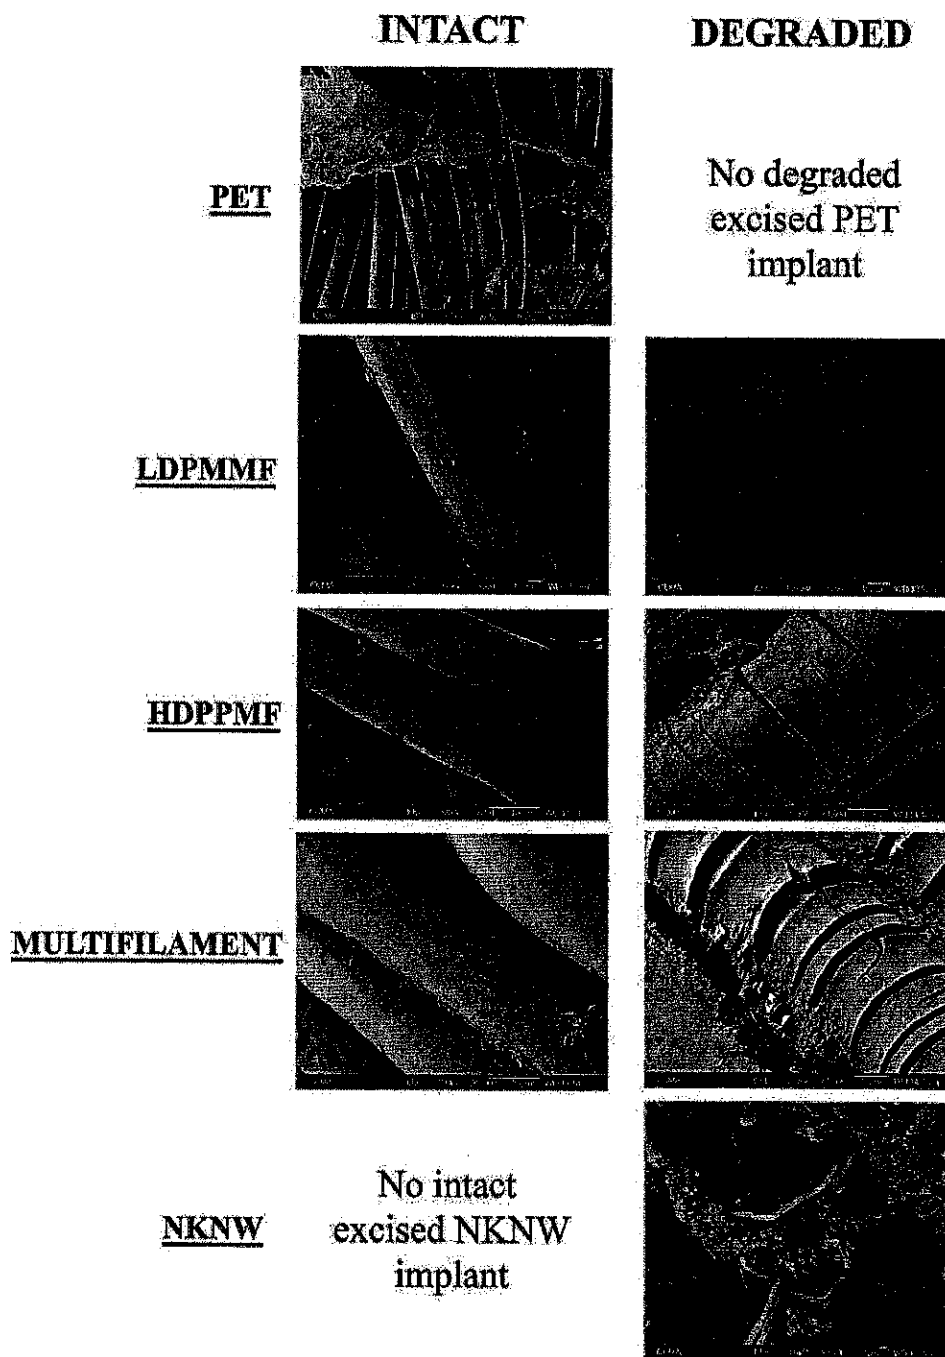 INTACT
DEGRADED
PET
No degraded
excised PET
implant
LDPMMF
HDPPMF
MULTIFILAMENT
NKNW
No intact
excised NKNW
implant